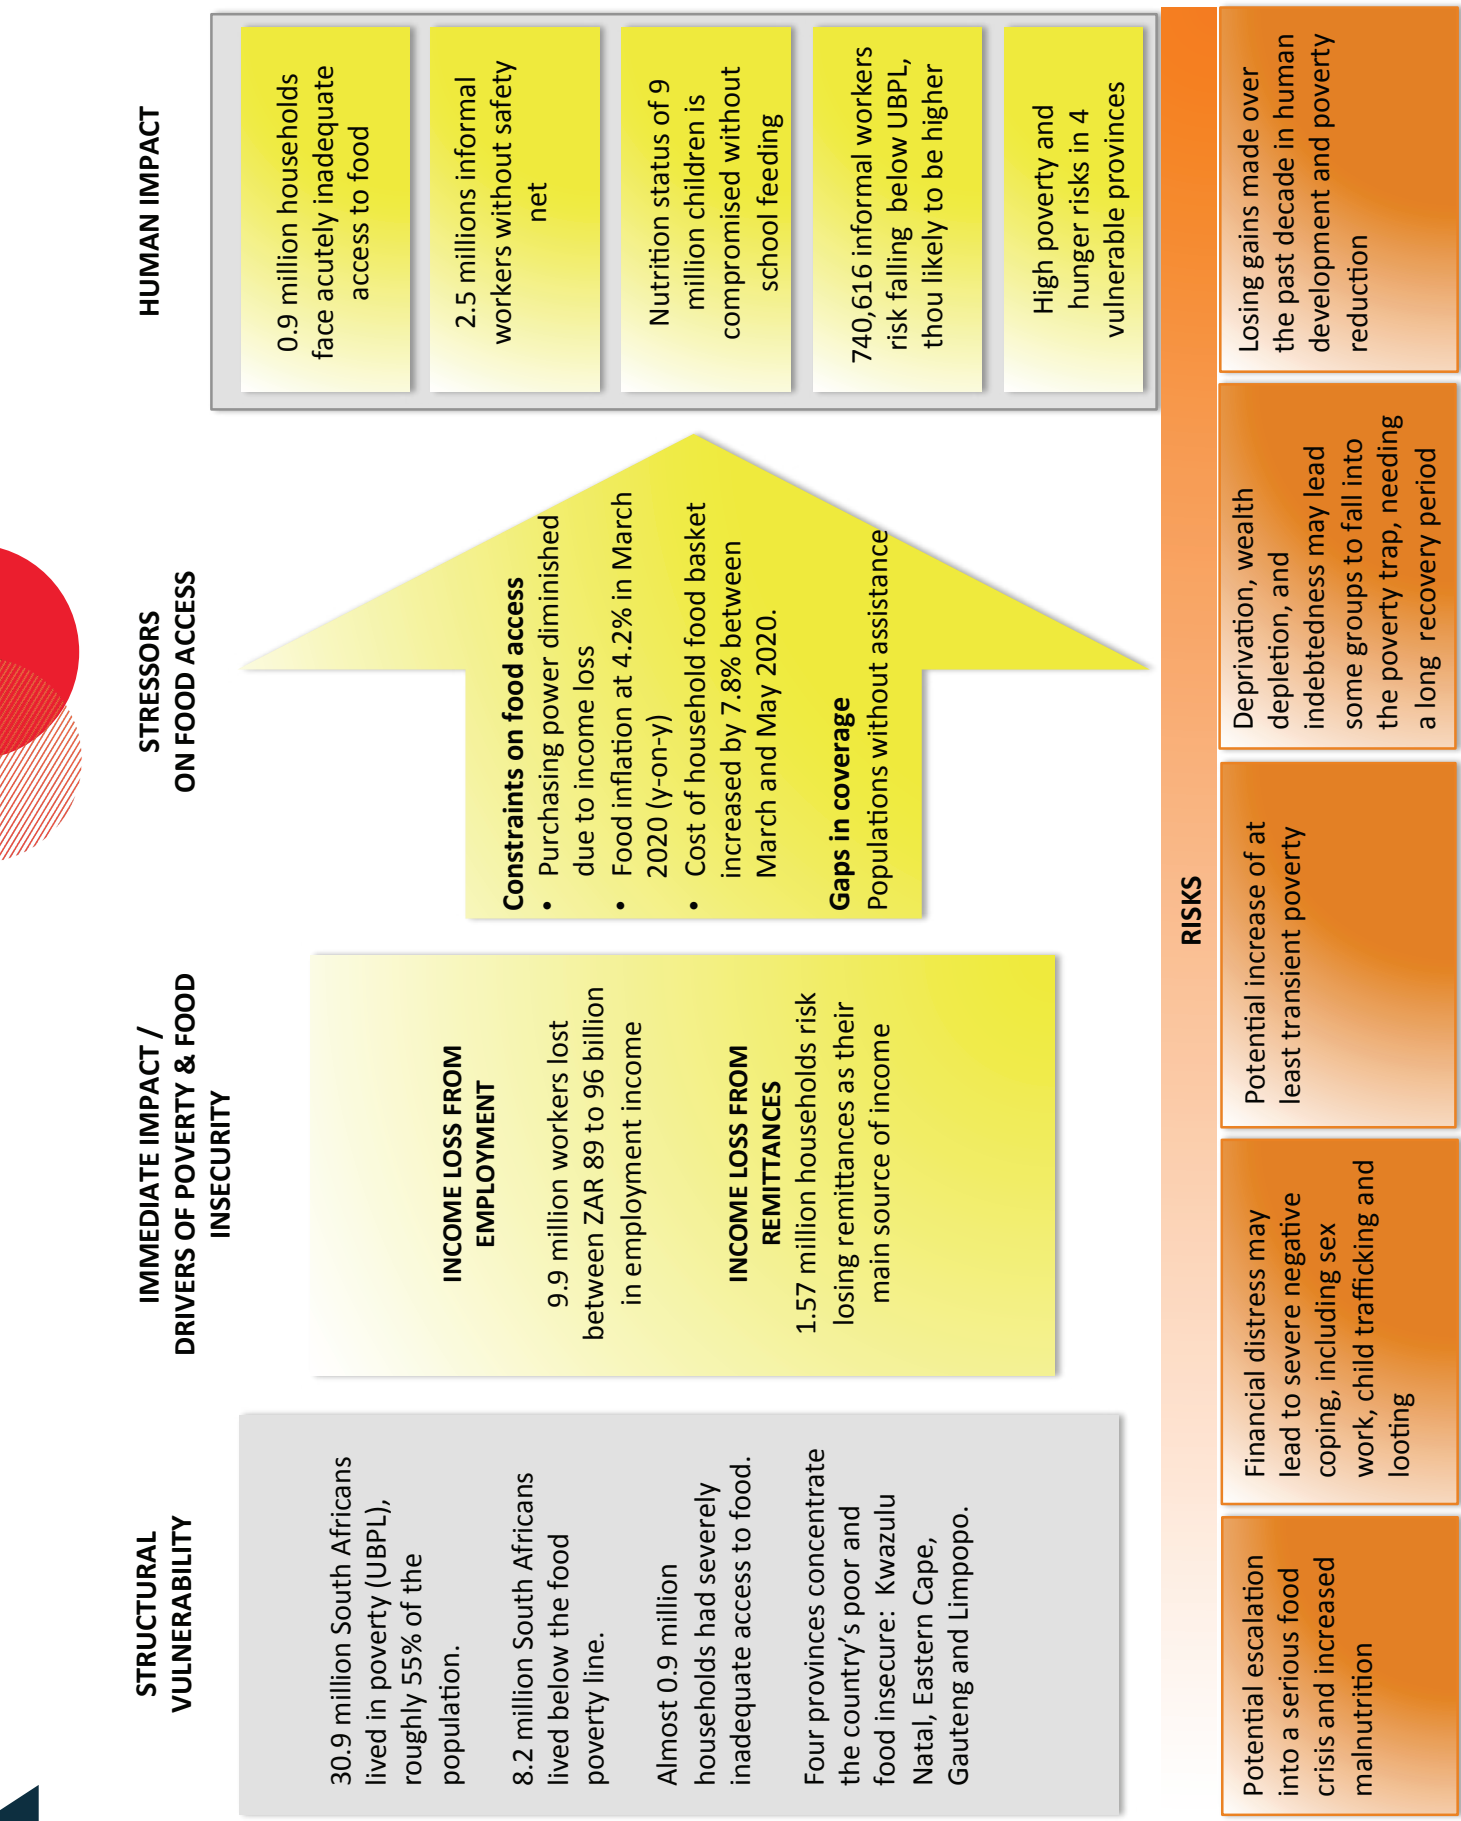 STRUCTURAL
VULNERABILITY
30.9 million South Africans
lived in poverty (UBPL),
roughly 55% of the
population.
8.2 million South Africans
lived below the food
poverty line.
Almost 0.9 million
households had severely
inadequate access to food.
Four provinces concentrate
the country’s poor and
food insecure:  Kwazulu
Natal, Eastern Cape,
Gauteng and Limpopo.
IMMEDIATE IMPACT /
DRIVERS OF POVERTY & FOOD
INSECURITY
INCOME LOSS FROM
EMPLOYMENT
9.9 million workers lost
between ZAR 89 to 96 billion
in employment income
INCOME LOSS FROM
REMITTANCES
1.57 million households risk
losing remittances as their
main source of income
STRESSORS
ON FOOD ACCESS
Constraints on food access
• Purchasing power diminished
due to income loss
• Food inflation at 4.2% in March
2020 (y-on-y)
• Cost of household food basket
increased by 7.8% between
March and May 2020.
Gaps in coverage
Populations without assistance
HUMAN IMPACT
0.9 million households
face acutely inadequate
access to food
2.5 millions informal
workers without safety
net
Nutrition status of 9
million children is
compromised without
school feeding
740,616 informal workers
risk falling  below UBPL,
thou likely to be higher
High poverty and
hunger risks in 4
vulnerable provinces
RISKS
Potential escalation
into a serious food
crisis and increased
malnutrition
Financial distress may
lead to severe negative
coping, including sex
work, child trafficking and
looting
Potential increase of at
least transient poverty
Deprivation, wealth
depletion, and
indebtedness may lead
some groups to fall into
the poverty trap, needing
a long  recovery period
Losing gains made over
the past decade in human
development and poverty
reduction